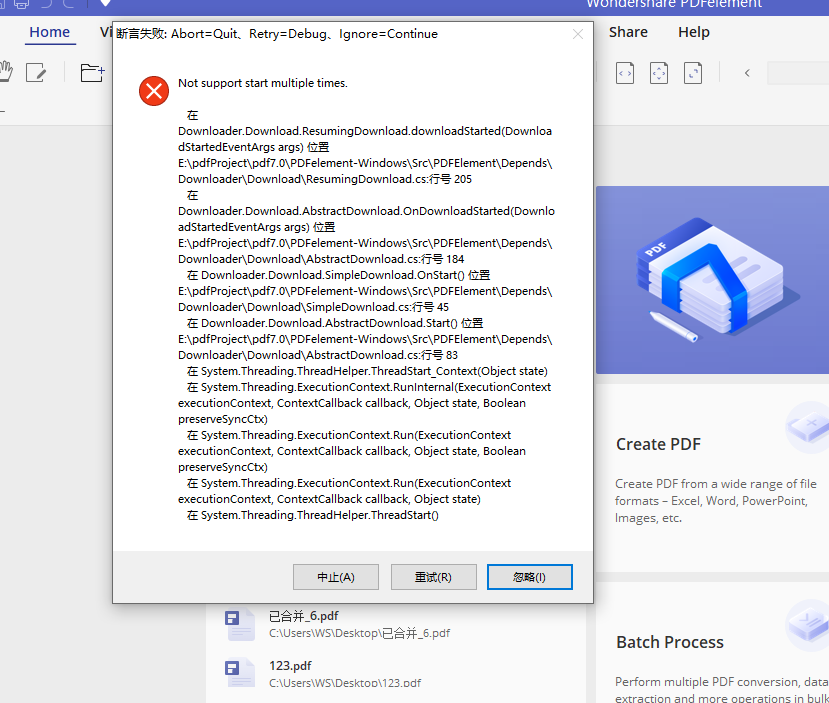 Wondershare PDFelement
Home
Vi
Share
Help
断言失败: Abort=Quit、Retry=Debug、Ignore=Continue
Not support start multiple times.
在
Downloader.Download.ResumingDownload.downloadStarted(Downloa
dStartedEventArgs args) 位置
E:\pdfProject\pdf7.0\PDFelement-Windows\Src\PDFElement\Depends\
Downloader\Download\ResumingDownload.cs:行号 205
在
Downloader.Download.AbstractDownload.OnDownloadStarted(Downlo
adStartedEventArgs args) 位置
E:\pdfProject\pdf7.0\PDFelement-Windows\Src\PDFElement\Depends\
Downloader\Download\AbstractDownload.cs:行号 184
在 Downloader.Download.SimpleDownload.OnStart() 位置
E:\pdfProject\pdf7.0\PDFelement-Windows\Src\PDFElement\Depends\
Downloader\Download\SimpleDownload.cs:行号 45
在 Downloader.Download.AbstractDownload.Start() 位置
E:\pdfProject\pdf7.0\PDFelement-Windows\Src\PDFElement\Depends\
Downloader\Download\AbstractDownload.cs:行号 83
在 System.Threading.ThreadHelper.ThreadStart_Context(Object state)
在 System.Threading.ExecutionContext.RunInternal(ExecutionContext
executionContext, ContextCallback callback, Object state, Boolean
preserveSyncCtx)
在 System.Threading.ExecutionContext.Run(ExecutionContext
executionContext, ContextCallback callback, Object state, Boolean
preserveSyncCtx)
在 System.Threading.ExecutionContext.Run(ExecutionContext
executionContext, ContextCallback callback, Object state)
在 System.Threading.ThreadHelper.ThreadStart()
中止(A)
重试(R)
忽略(I)
PDF
Create PDF
Create PDF from a wide range of file
formats – Excel, Word, PowerPoint,
Images, etc.
已合并_6.pdf
C:\Users\WS\Desktop\已合并_6.pdf
123.pdf
C:\Users\WS\Desktop\123.pdf
Batch Process
Perform multiple PDF conversion, data
extraction and more operations in bulk